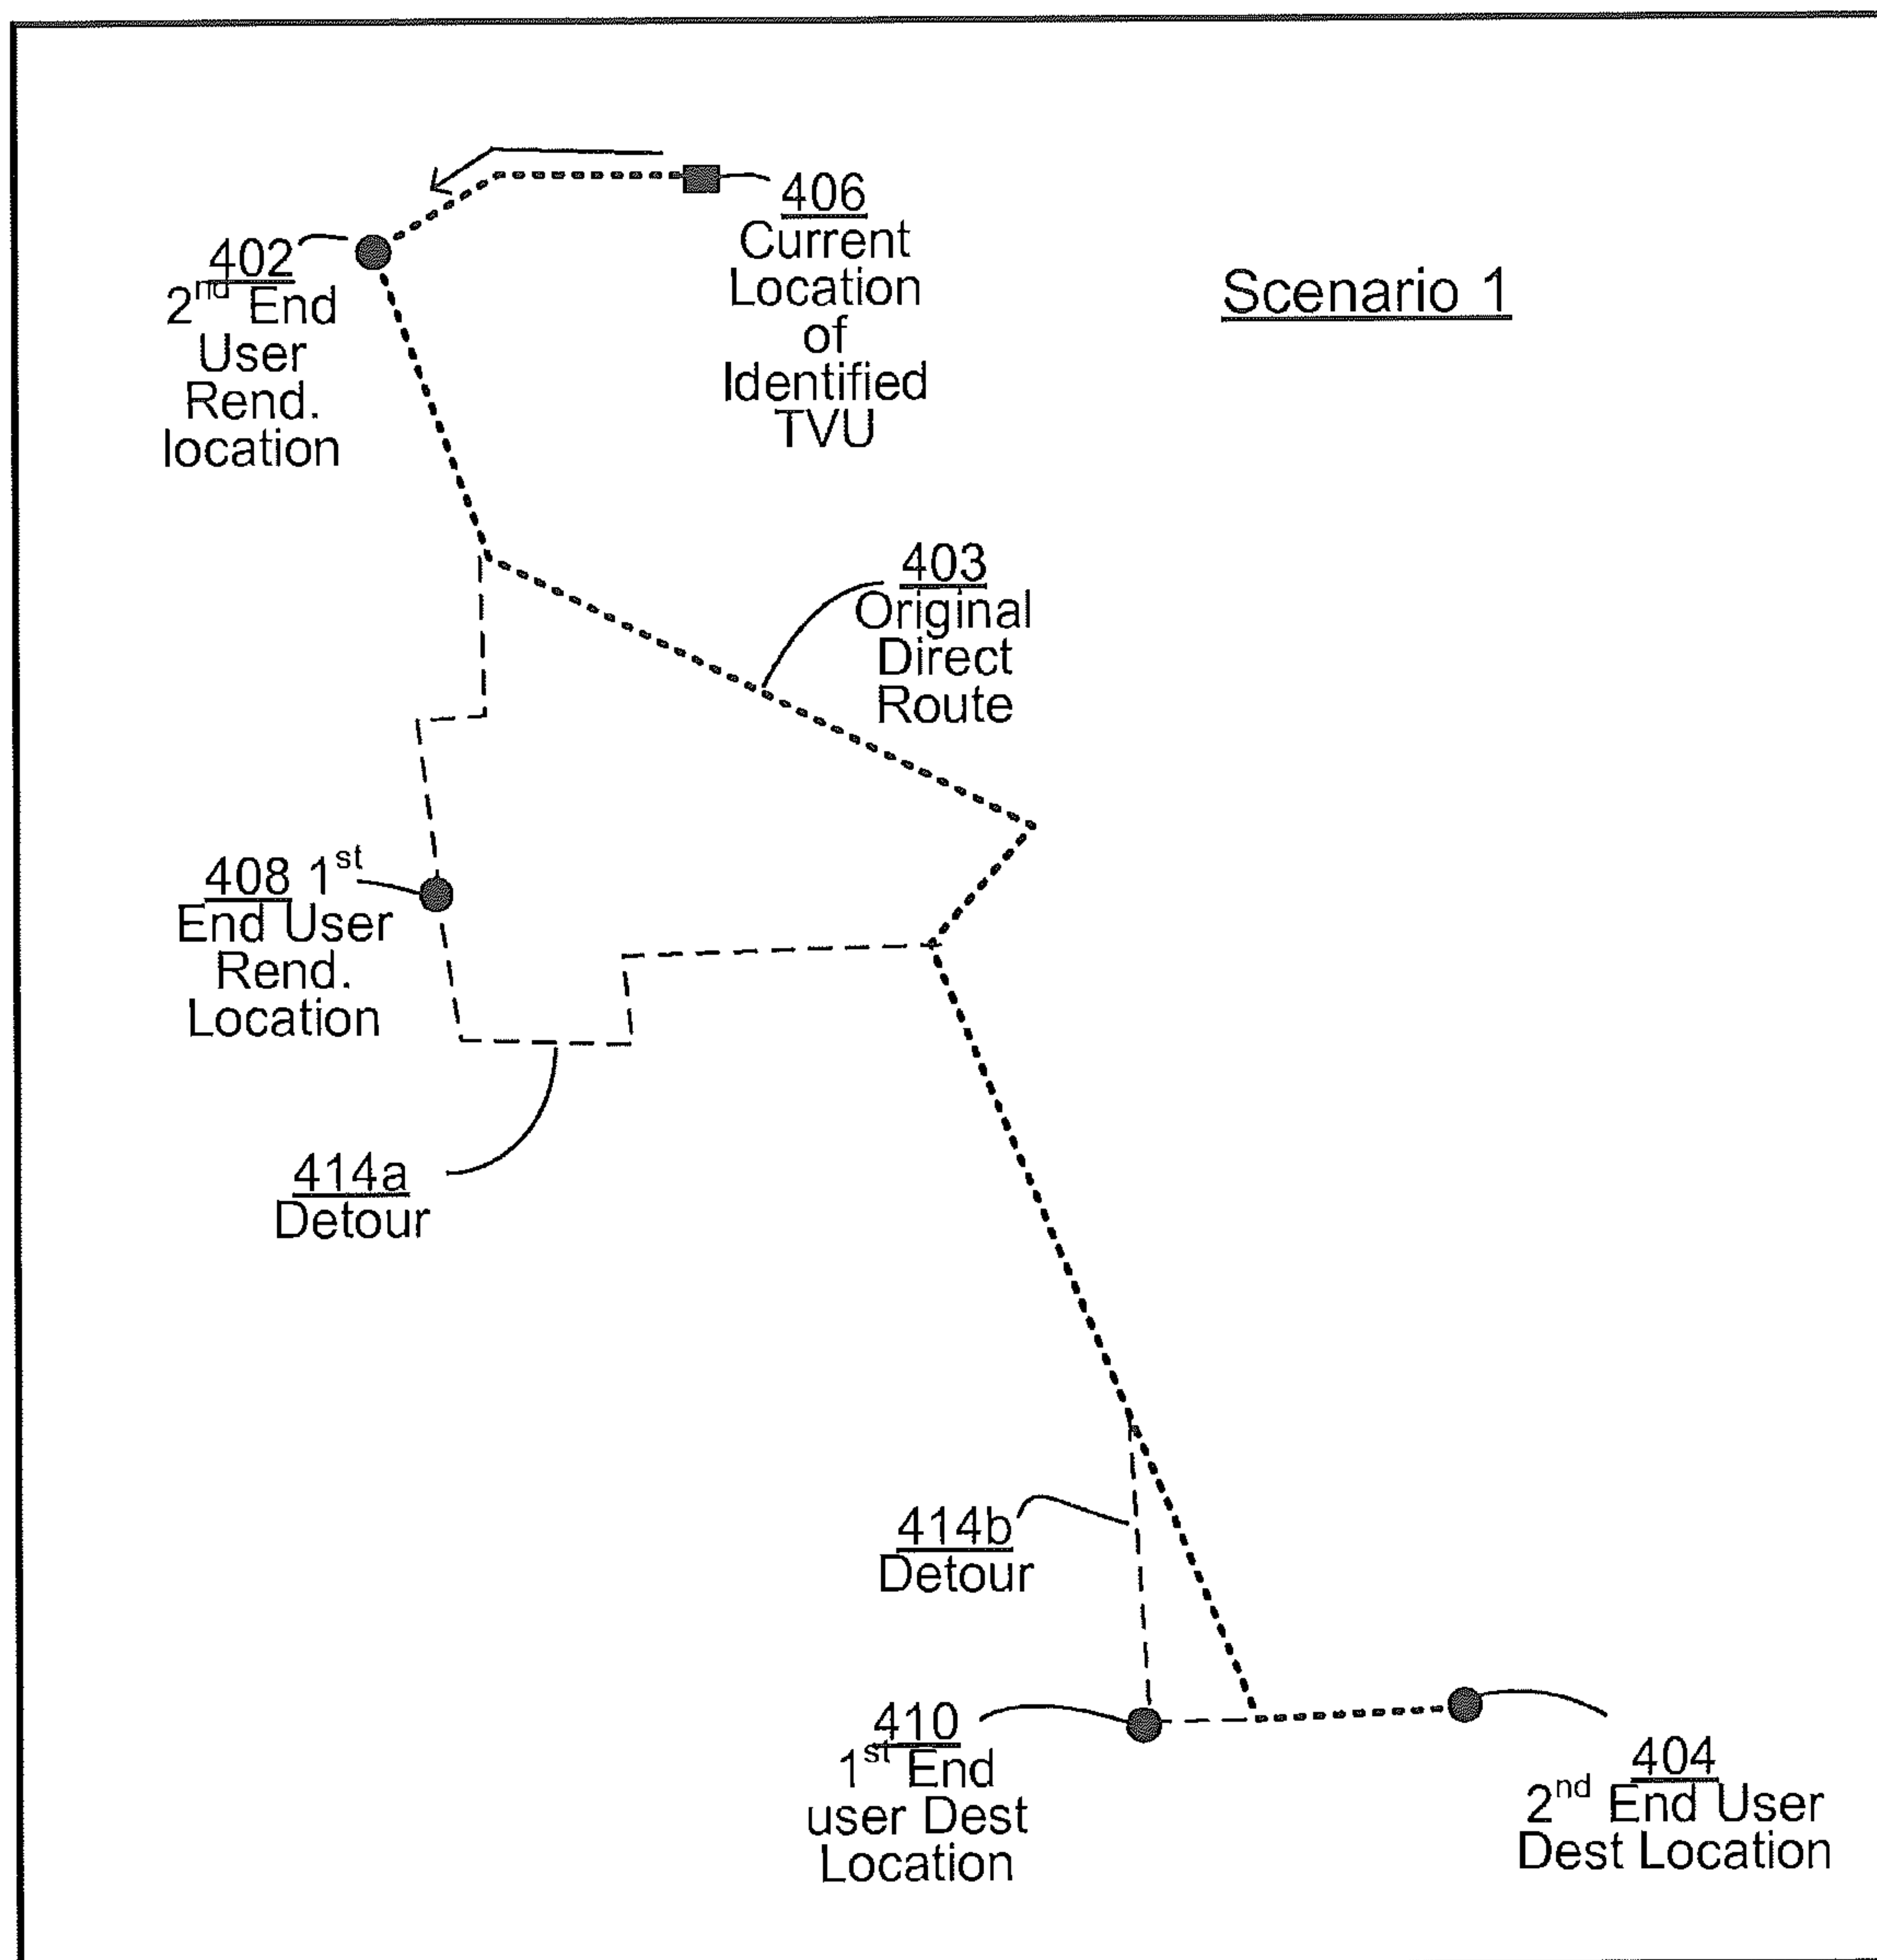 406
Current
Location
of
Identified
TVU
402
2nd End
User
Rend.
location
Scenario 1
403
Original
Direct
Route
408 1st
End User
Rend.
Location
414a
Detour
414b
Detour
410
1st End
user Dest
Location
404
2nd End User
Dest Location